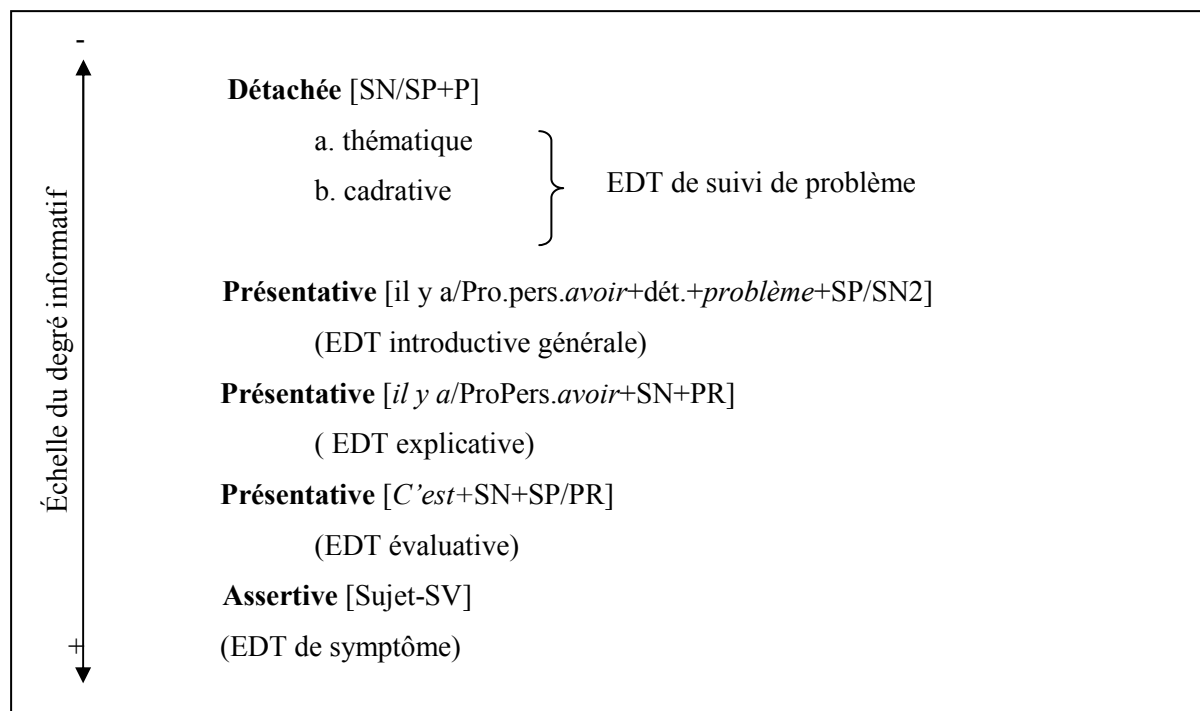 -
Détachée [SN/SP+P]
a. thématique
b. cadrative
EDT de suivi de problème
Échelle du degré informatif
Présentative [il y a/Pro.pers.avoir+dét.+problème+SP/SN2]
(EDT introductive générale)
Présentative [il y a/ProPers.avoir+SN+PR]
( EDT explicative)
Présentative [C’est+SN+SP/PR]
(EDT évaluative)
Assertive [Sujet-SV]
+
(EDT de symptôme)